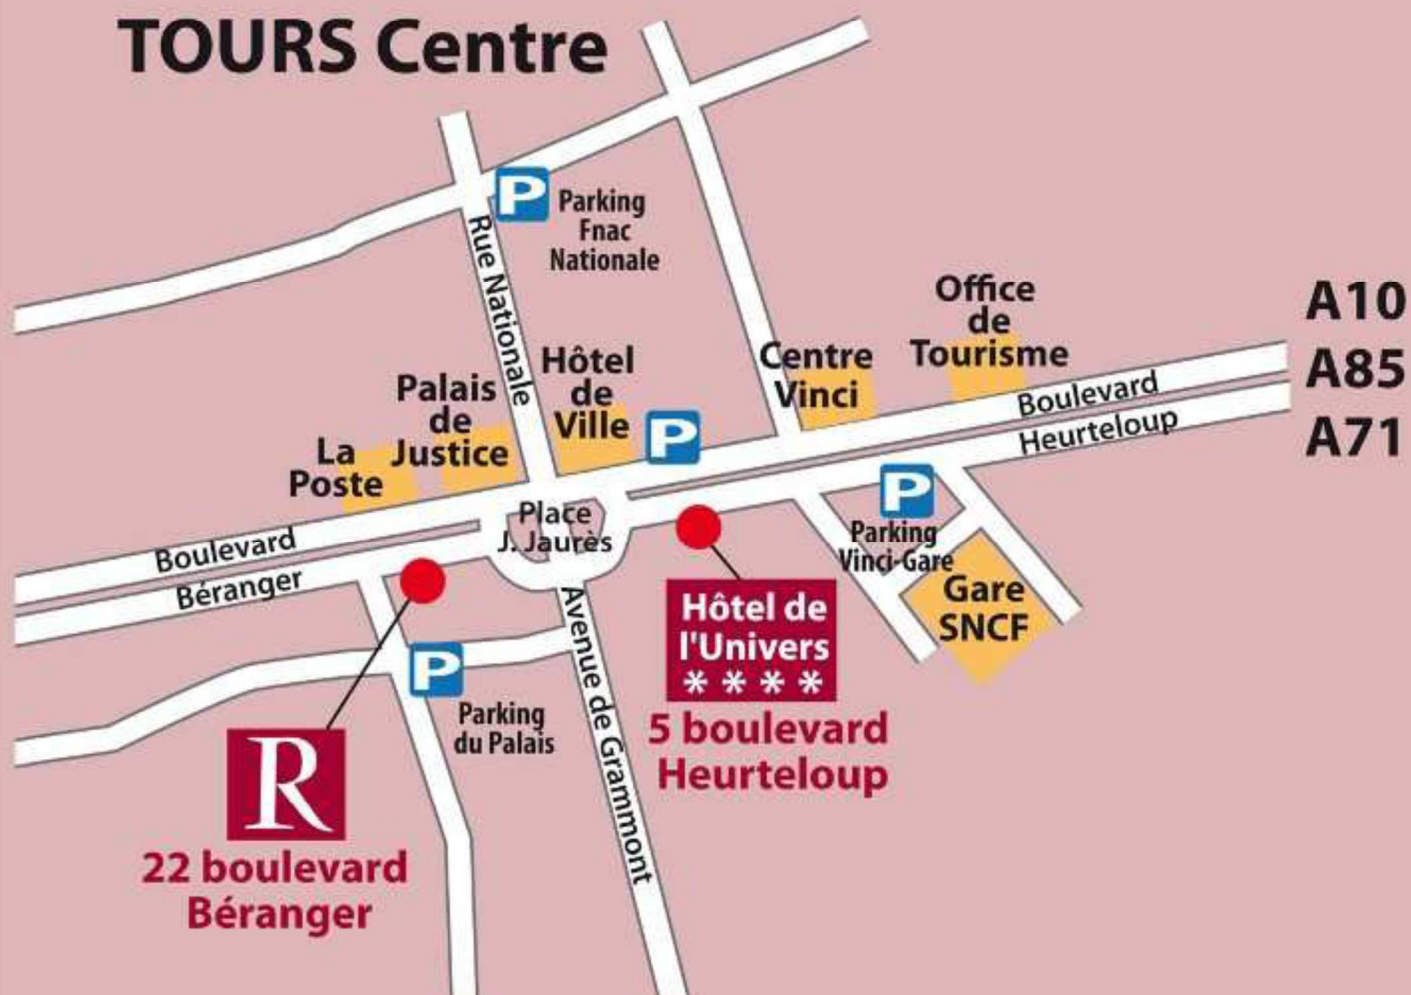 TOURS Centre
P
Parking
Fnac
Nationale
Rue Nationale
Office
de
Tourisme
A10
A85
A71
Centre
Vinci
Hôtel
de
Ville
P
Palais
de
Justice
La
Poste
Boulevard
Heurteloup
Place
J. Jaurès
Boulevard
Béranger
P
Parking
Vinci-Gare
Gare
SNCF
Hôtel de
l'Univers
* * * *
5 boulevard
Heurteloup
Avenue de Grammont
P
Parking
du Palais
R
22 boulevard
Béranger